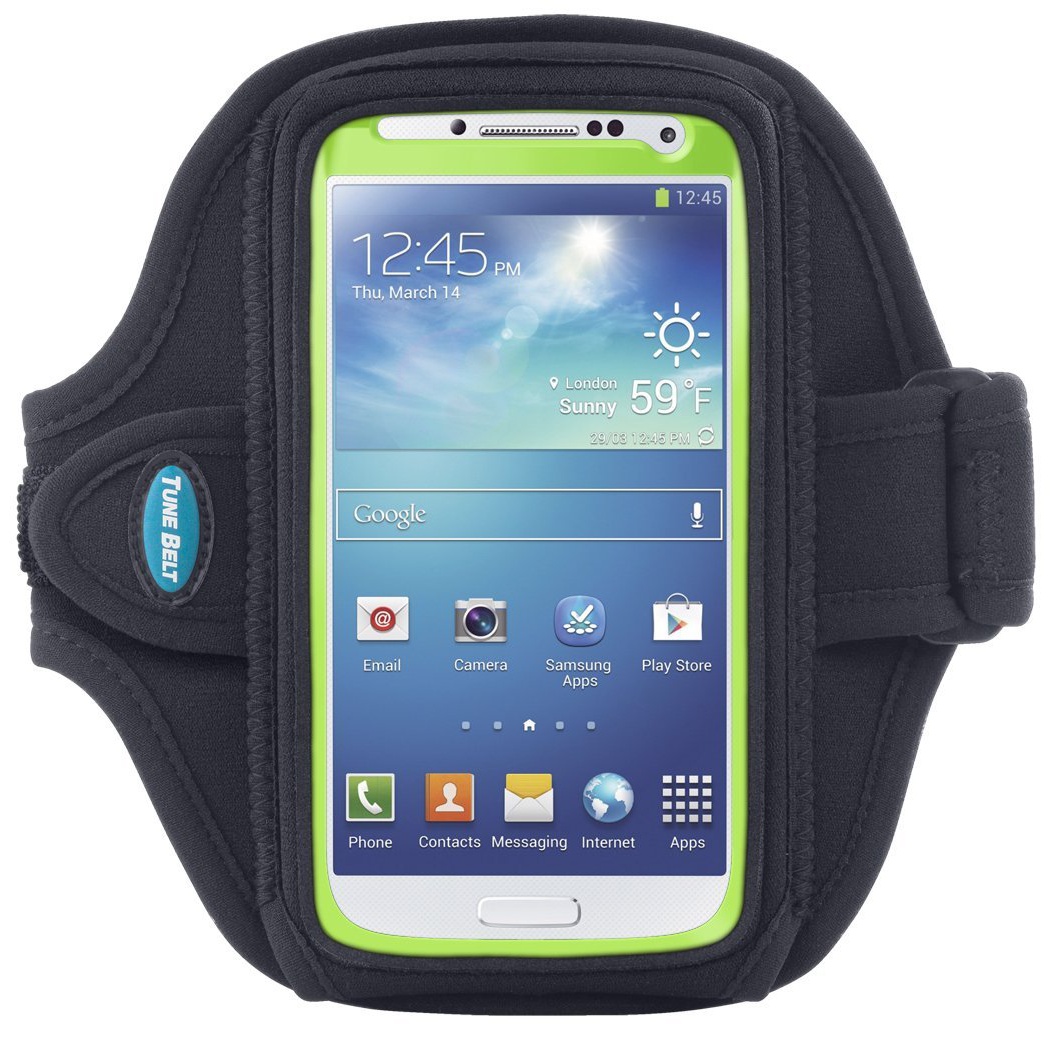 12:45
12:45 PM
Thu, March 14
London
Sunny 59°F
29/03 12:45 PM
Google
TUNE BELT
@
Email Camera Samsung Apps Play Store
Phone Contacts Messaging Internet Apps